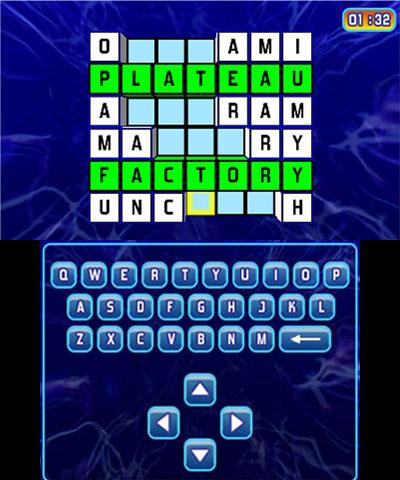 01:32
O AMI
PLATEAU
A RAM
MA RY
FACTORY
UNC H
QWERTYUIOP
ASDFGHJKL
ZXCVBNM